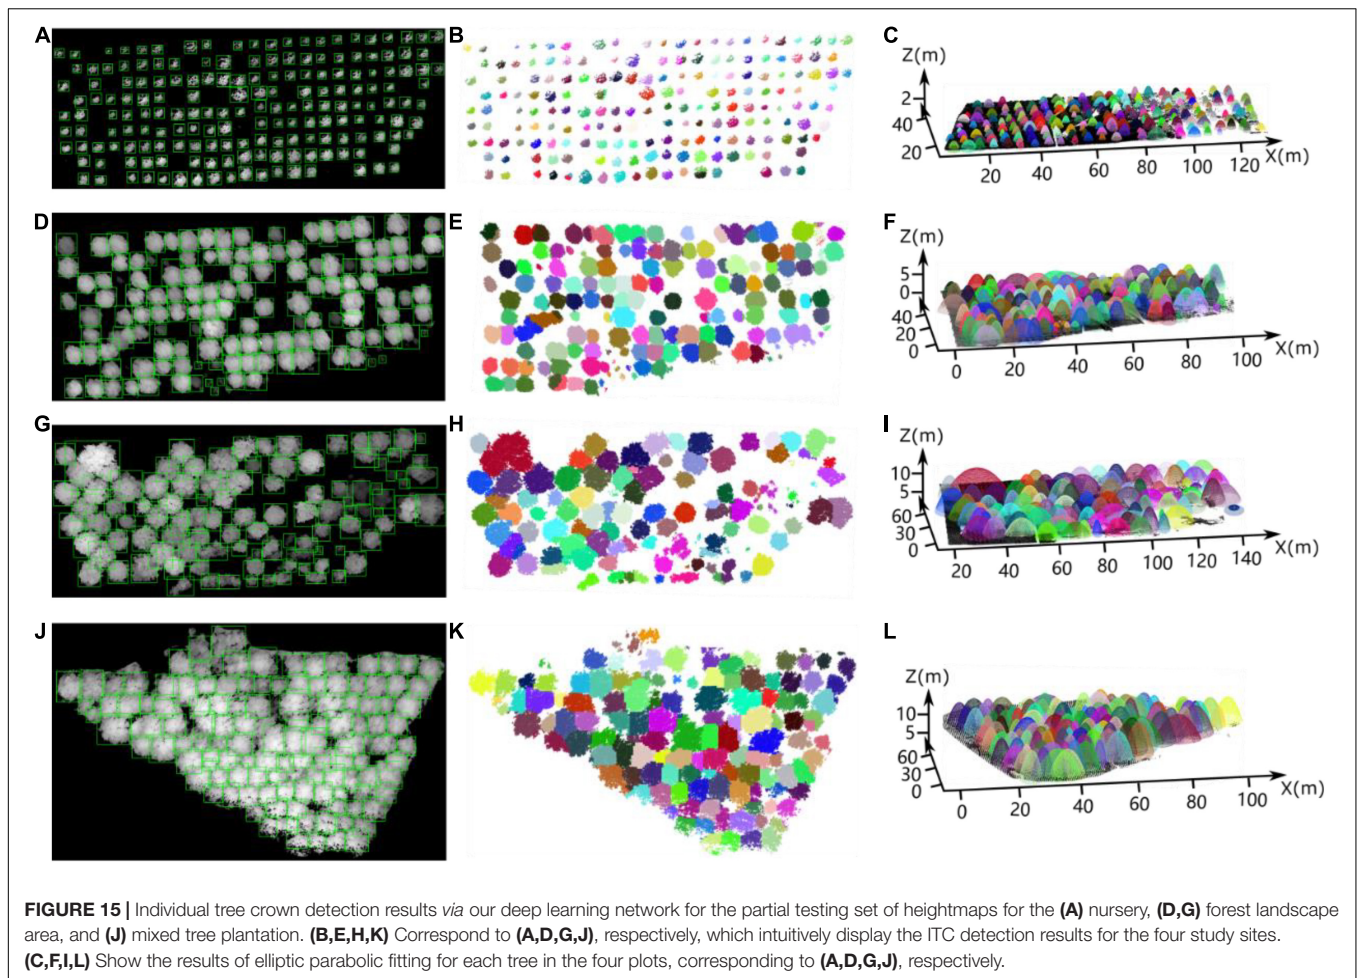 A
B
C
Z(m)
2
40
20
20 40 60 80 100 120
X(m)
D
E
F
Z(m)
5
0
40
20
0
0 20 40 60 80 100
X(m)
G
H
I
Z(m)
10
5
60
30
0
20 40 60 80 100 120 140
X(m)
J
K
L
Z(m)
10
5
60
30
0
0 20 40 60 80 100
X(m)
FIGURE 15 | Individual tree crown detection results via our deep learning network for the partial testing set of heightmaps for the (A) nursery, (D,G) forest landscape
area, and (J) mixed tree plantation. (B,E,H,K) Correspond to (A,D,G,J), respectively, which intuitively display the ITC detection results for the four study sites.
(C,F,I,L) Show the results of elliptic parabolic fitting for each tree in the four plots, corresponding to (A,D,G,J), respectively.